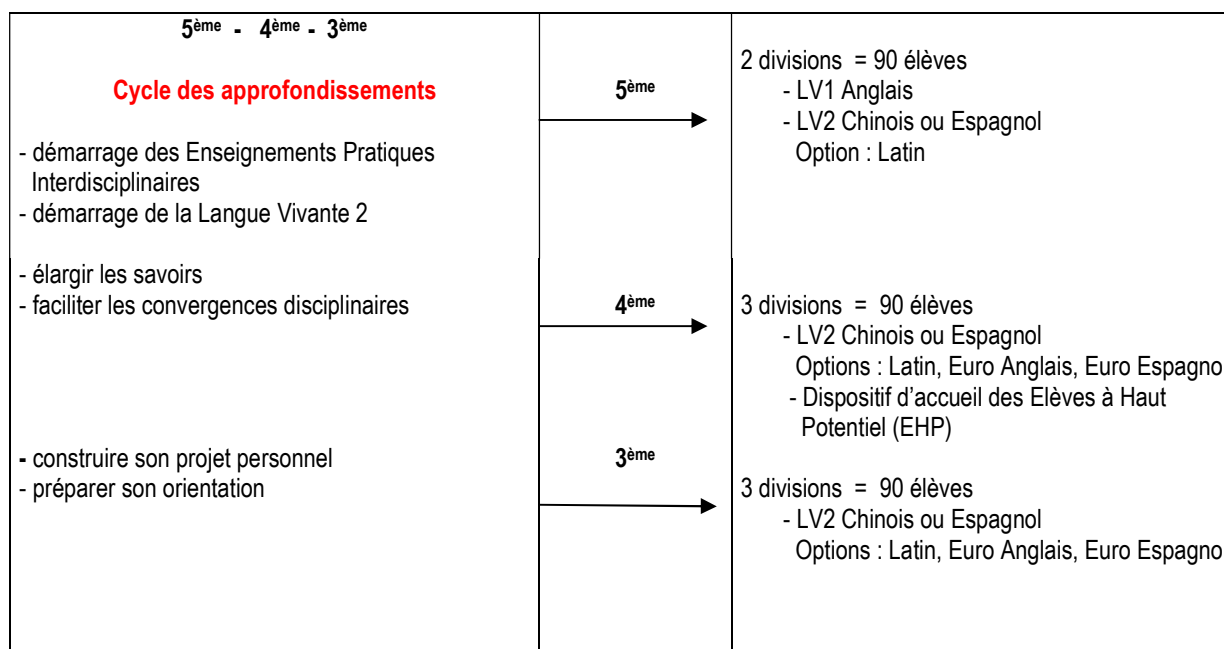 5ème - 4ème - 3ème
Cycle des approfondissements
- démarrage des Enseignements Pratiques
Interdisciplinaires
- démarrage de la Langue Vivante 2
- élargir les savoirs
- faciliter les convergences disciplinaires
- construire son projet personnel
- préparer son orientation
5ème
4ème
3ème
2 divisions = 90 élèves
- LV1 Anglais
- LV2 Chinois ou Espagnol
Option : Latin
3 divisions = 90 élèves
- LV2 Chinois ou Espagnol
Options : Latin, Euro Anglais, Euro Espagno
- Dispositif d’accueil des Elèves à Haut
Potentiel (EHP)
3 divisions = 90 élèves
- LV2 Chinois ou Espagnol
Options : Latin, Euro Anglais, Euro Espagno